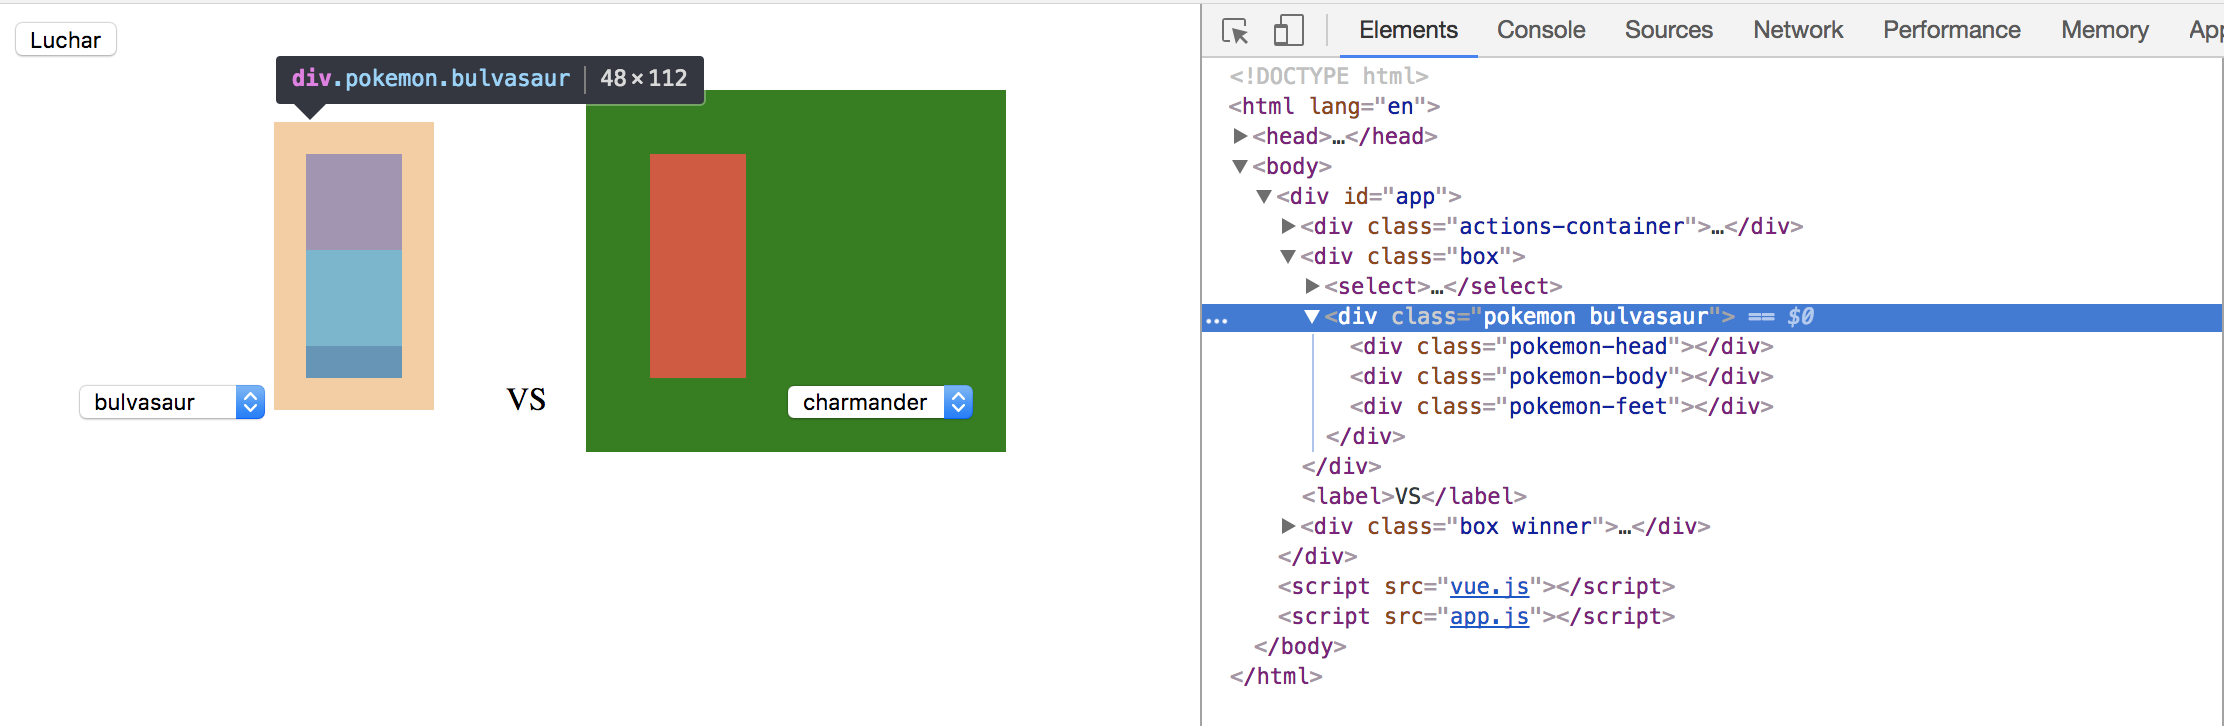 Luchar
div.pokemon.bulvasaur | 48 × 112
bulvasaur
VS
charmander
Elements Console Sources Network Performance Memory App
<!DOCTYPE html>
<html lang="en">
▶<head>…</head>
▼<body>
▼<div id="app">
▶<div class="actions-container">…</div>
▼<div class="box">
▶<select>…</select>
… ▼<div class="pokemon bulvasaur"> == $0
<div class="pokemon-head"></div>
<div class="pokemon-body"></div>
<div class="pokemon-feet"></div>
</div>
</div>
<label>VS</label>
▶<div class="box winner">…</div>
</div>
<script src="vue.js"></script>
<script src="app.js"></script>
</body>
</html>